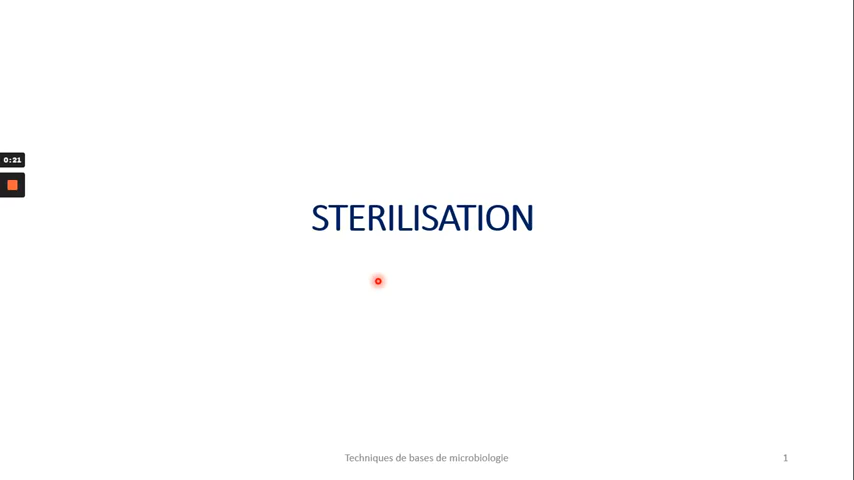 0:21
STERILISATION
Techniques de bases de microbiologie
1